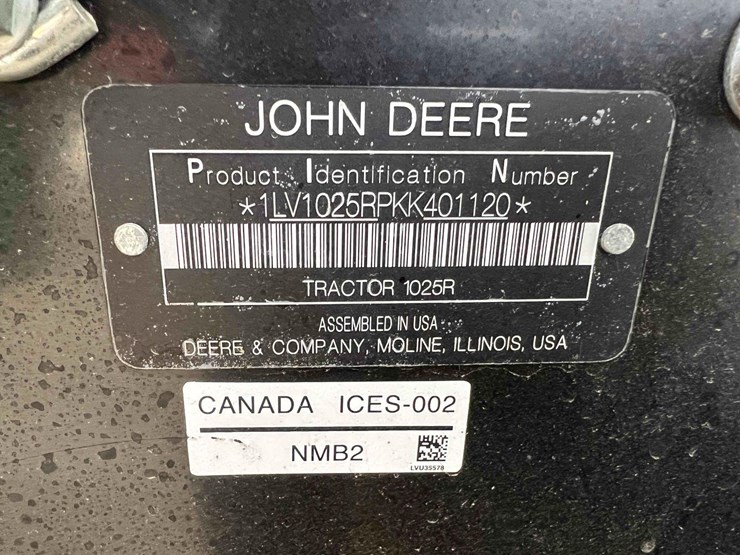 JOHN DEERE
Product Identification Number
*1LV1025RPKK401120*
TRACTOR 1025R
ASSEMBLED IN USA
DEERE & COMPANY, MOLINE, ILLINOIS, USA
CANADA ICES-002
NMB2
LVU35578